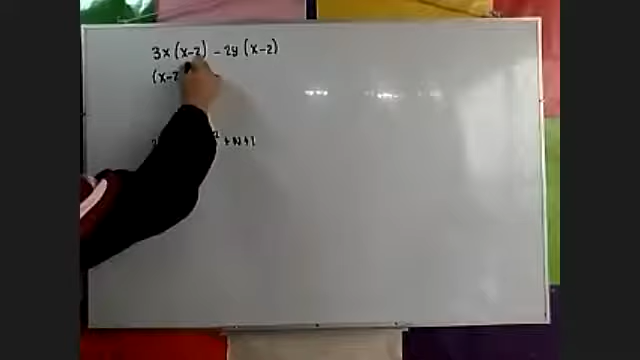 3x (x-2) - 2y (x-2)
(x-2
+ N + 1